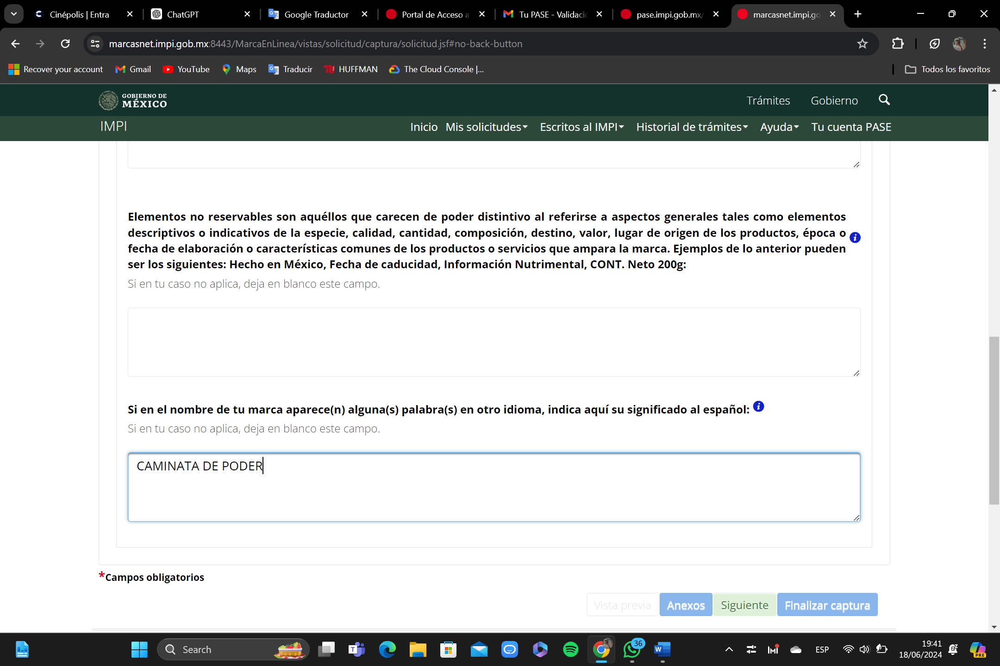 Cinépolis | Entra
ChatGPT
Google Traductor
Portal de Acceso a
Tu PASE - Validaci
pase.impi.gob.mx/
marcasnet.impi.go
marcasnet.impi.gob.mx:8443/MarcaEnLinea/vistas/solicitud/captura/solicitud.jsf#no-back-button
Recover your account
Gmail
YouTube
Maps
Traducir
HUFFMAN
The Cloud Console |...
Todos los favoritos
GOBIERNO DE
MÉXICO
Trámites
Gobierno
IMPI
Inicio
Mis solicitudes
Escritos al IMPI
Historial de trámites
Ayuda
Tu cuenta PASE
Elementos no reservables son aquéllos que carecen de poder distintivo al referirse a aspectos generales tales como elementos
descriptivos o indicativos de la especie, calidad, cantidad, composición, destino, valor, lugar de origen de los productos, época o
fecha de elaboración o características comunes de los productos o servicios que ampara la marca. Ejemplos de lo anterior pueden
ser los siguientes: Hecho en México, Fecha de caducidad, Información Nutrimental, CONT. Neto 200g:
Si en tu caso no aplica, deja en blanco este campo.
Si en el nombre de tu marca aparece(n) alguna(s) palabra(s) en otro idioma, indica aquí su significado al español:
Si en tu caso no aplica, deja en blanco este campo.
CAMINATA DE PODER
*Campos obligatorios
Vista previa
Anexos
Siguiente
Finalizar captura
Search
36
ESP
19:41
18/06/2024
PRE